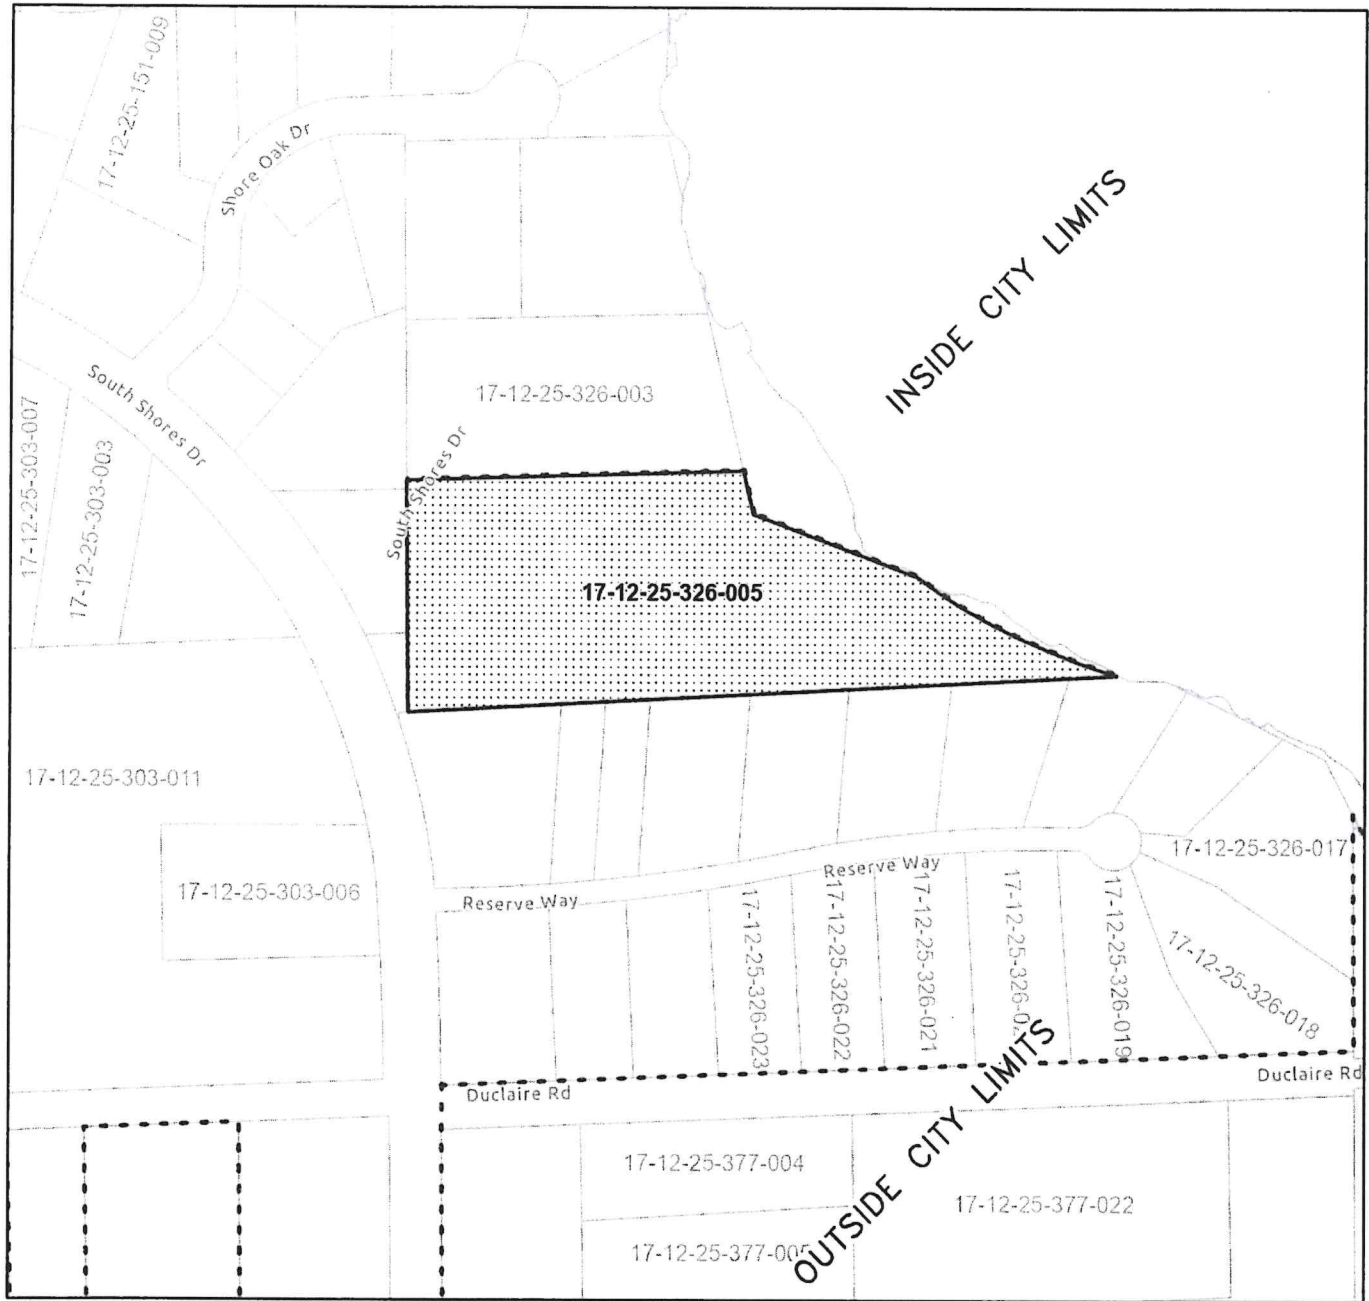 17-12-25-151-009
Shore Oak Dr
INSIDE CITY LIMITS
South Shores Dr
17-12-25-326-003
17-12-25-303-007
17-12-25-303-003
South Shores Dr
17-12-25-326-005
17-12-25-303-011
17-12-25-303-006
Reserve Way
Reserve Way
17-12-25-326-017
17-12-25-326-023
17-12-25-326-022
17-12-25-326-021
17-12-25-326-019
17-12-25-326-018
OUTSIDE CITY LIMITS
Duclaire Rd
Duclaire Rd
17-12-25-377-004
17-12-25-377-022
17-12-25-377-005